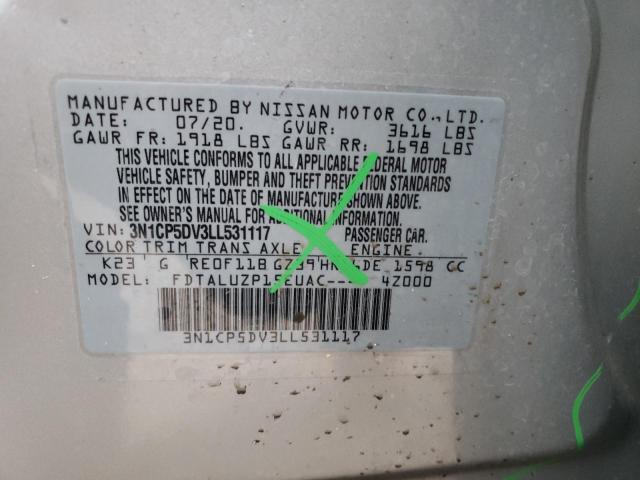 MANUFACTURED BY NISSAN MOTOR CO., LTD.
DATE: 07/20. GVWR: 3616 LBS
GAWR FR: 1918 LBS GAWR RR: 1698 LBS
THIS VEHICLE CONFORMS TO ALL APPLICABLE FEDERAL MOTOR
VEHICLE SAFETY, BUMPER AND THEFT PREVENTION STANDARDS
IN EFFECT ON THE DATE OF MANUFACTURE SHOWN ABOVE.
SEE OWNER'S MANUAL FOR ADDITIONAL INFORMATION.
VIN: 3N1CP5DV3LL531117 PASSENGER CAR.
COLOR TRIM TRANS AXLE ENGINE
K23 G RE0F11B 1598 CC
MODEL: 4Z000
3N1CP5DV3LL531117